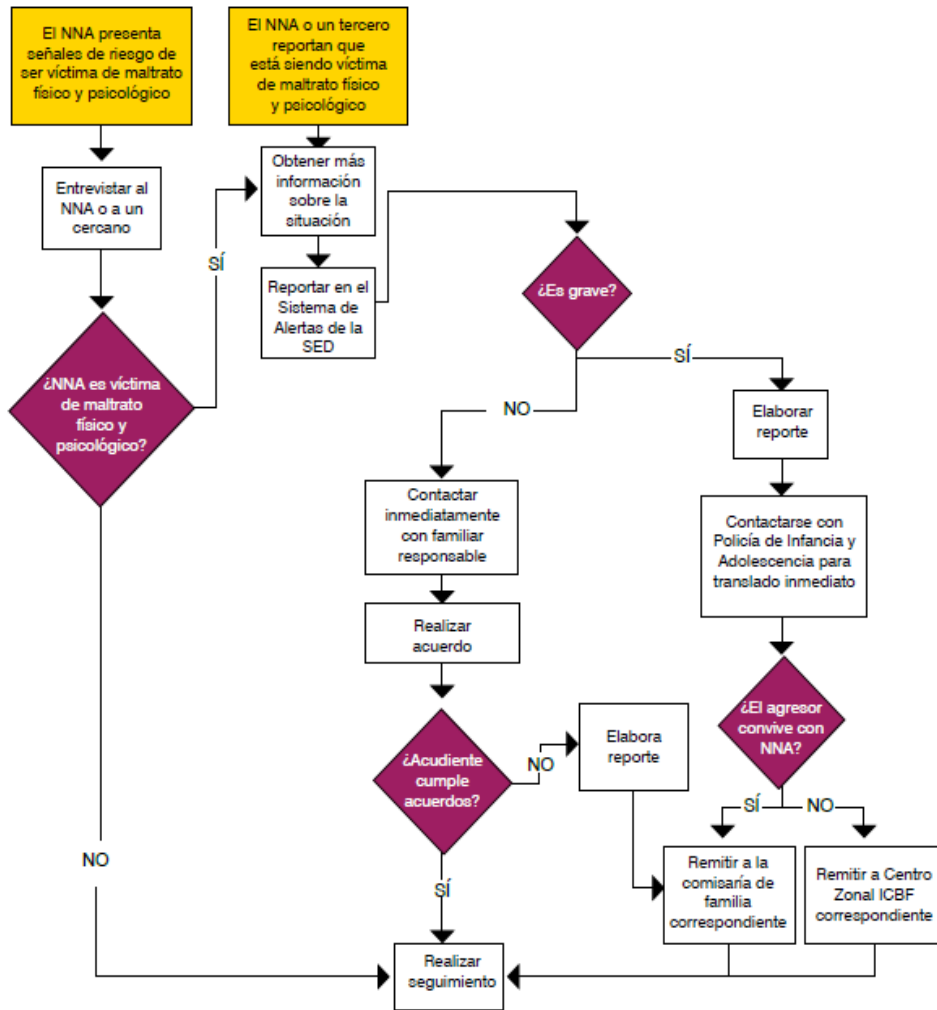 El NNA presenta
señales de riesgo de
ser víctima de maltrato
físico y psicológico
El NNA o un tercero
reportan que
está siendo víctima
de maltrato físico
y psicológico
Entrevistar al
NNA o a un
cercano
Obtener más
información
sobre la
situación
SÍ
Reportar en el
Sistema de
Alertas de la
SED
¿Es grave?
¿NNA es víctima
de maltrato
físico y
psicológico?
SÍ
NO
Elaborar
reporte
Contactar
inmediatamente
con familiar
responsable
Contactarse con
Policía de Infancia y
Adolescencia para
translado inmediato
Realizar
acuerdo
¿El agresor
convive con
NNA?
¿Acudiente
cumple
acuerdos?
NO
Elabora
reporte
SÍ
NO
NO
SÍ
Remitir a la
comisaría de
familia
correspondiente
Remitir a Centro
Zonal ICBF
correspondiente
Realizar
seguimiento